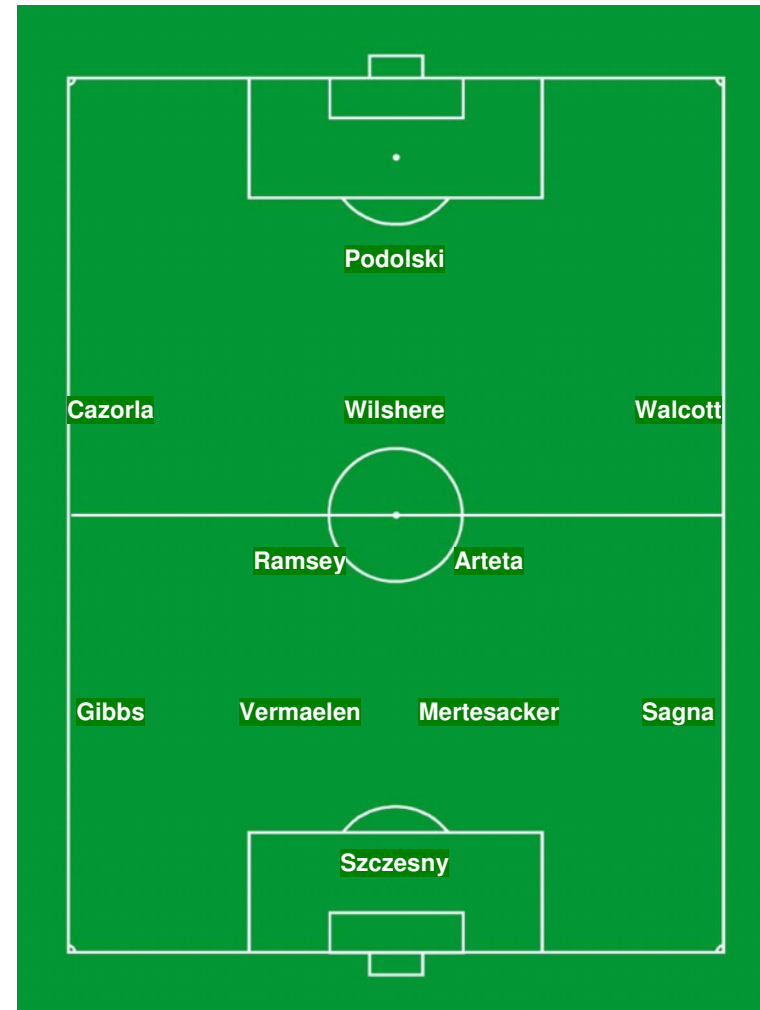 Podolski
Cazorla Wilshere Walcott
Ramsey Arteta
Gibbs Vermaelen Mertesacker Sagna
Szczesny